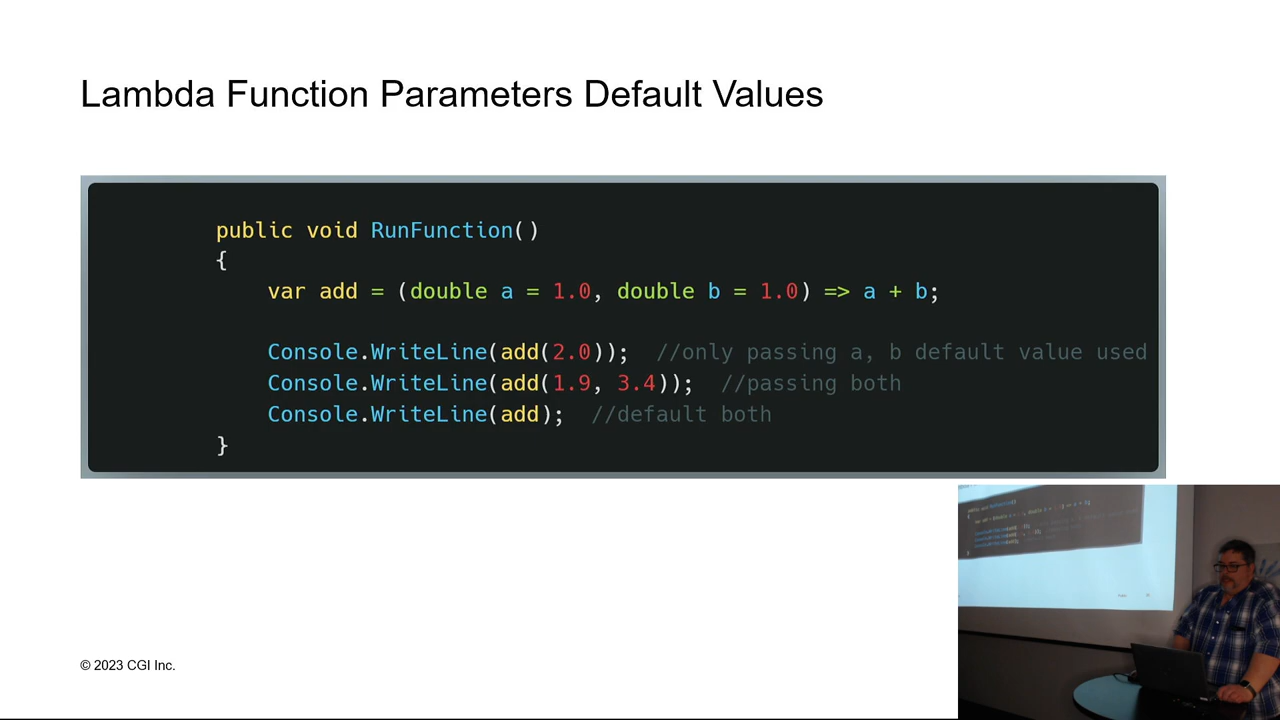 Lambda Function Parameters Default Values
public void RunFunction()
{
var add = (double a = 1.0, double b = 1.0) => a + b;
Console.WriteLine(add(2.0)); //only passing a, b default value used
Console.WriteLine(add(1.9, 3.4)); //passing both
Console.WriteLine(add); //default both
}
© 2023 CGI Inc.